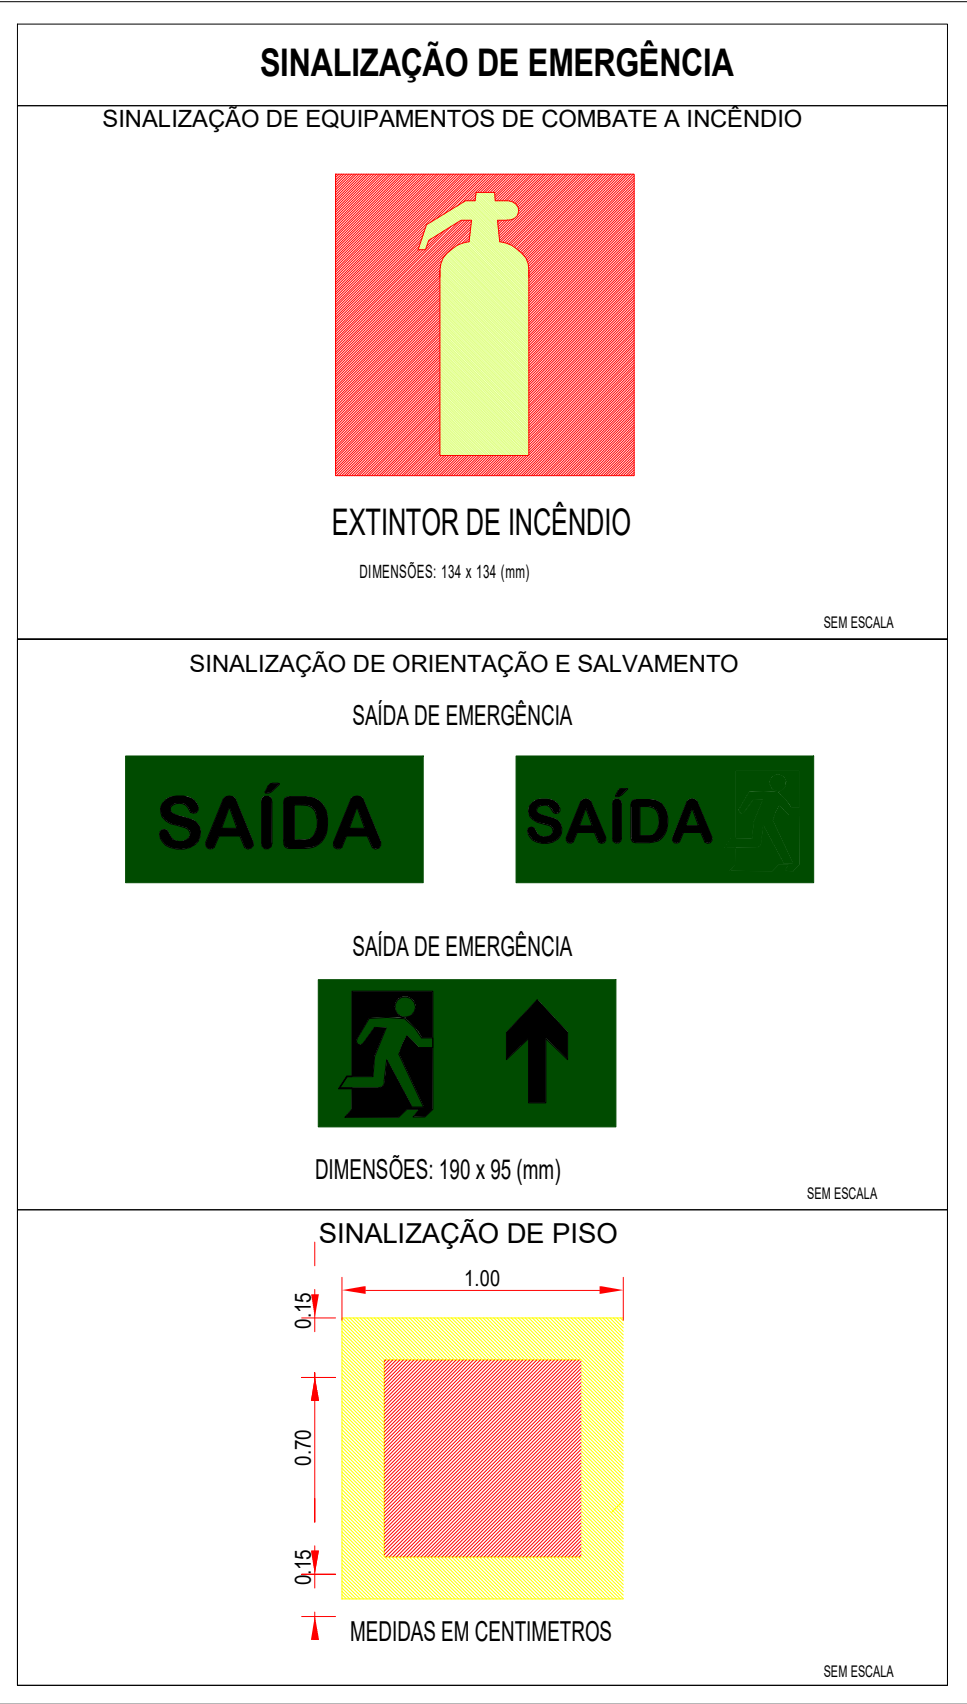 SINALIZAÇÃO DE EMERGÊNCIA
SINALIZAÇÃO DE EQUIPAMENTOS DE COMBATE A INCÊNDIO
EXTINTOR DE INCÊNDIO
DIMENSÕES: 134 x 134 (mm)
SEM ESCALA
SINALIZAÇÃO DE ORIENTAÇÃO E SALVAMENTO
SAÍDA DE EMERGÊNCIA
SAÍDA
SAÍDA
SAÍDA DE EMERGÊNCIA
DIMENSÕES: 190 x 95 (mm)
SEM ESCALA
SINALIZAÇÃO DE PISO
1.00
0.15
0.70
0.15
MEDIDAS EM CENTIMETROS
SEM ESCALA